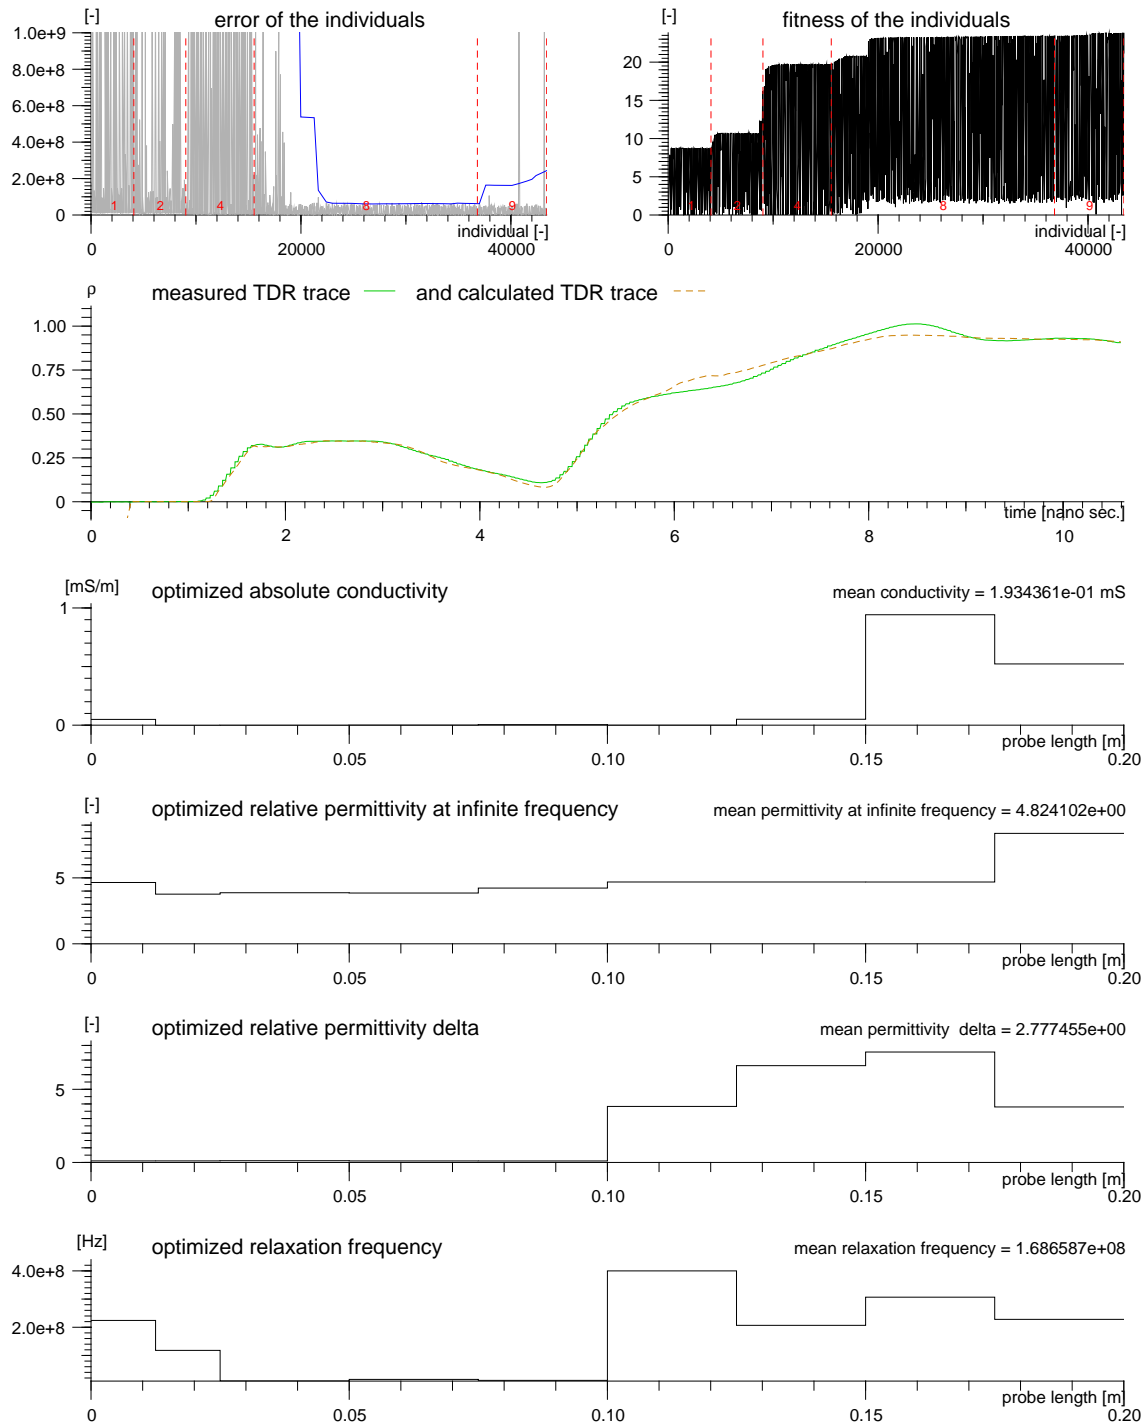 [-] error of the individuals
1.0e+9
8.0e+8
6.0e+8
4.0e+8
2.0e+8
0
1 2 4 8 9
individual [-]
0 20000 40000
[-] fitness of the individuals
20
15
10
5
0
1 2 4 8 9
individual [-]
0 20000 40000
ρ measured TDR trace and calculated TDR trace
1.00
0.75
0.50
0.25
0
time [nano sec.]
0 2 4 6 8 10
[mS/m] optimized absolute conductivity mean conductivity = 1.934361e-01 mS
1
0
probe length [m]
0 0.05 0.10 0.15 0.20
[-] optimized relative permittivity at infinite frequency mean permittivity at infinite frequency = 4.824102e+00
5
0
probe length [m]
0 0.05 0.10 0.15 0.20
[-] optimized relative permittivity delta mean permittivity delta = 2.777455e+00
5
0
probe length [m]
0 0.05 0.10 0.15 0.20
[Hz] optimized relaxation frequency mean relaxation frequency = 1.686587e+08
4.0e+8
2.0e+8
probe length [m]
0 0.05 0.10 0.15 0.20